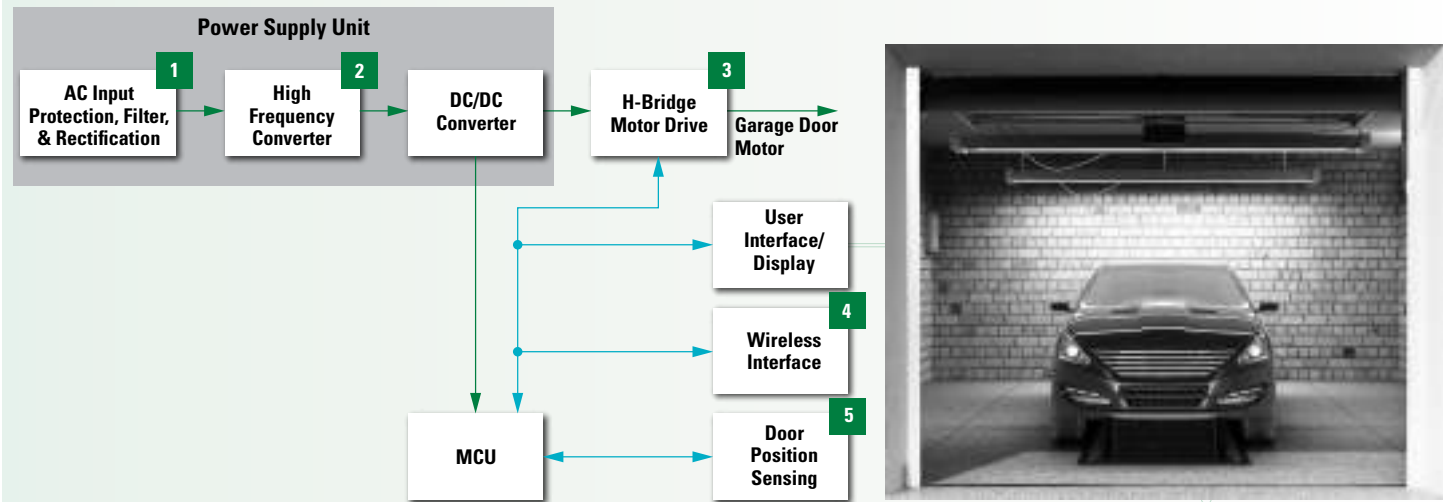 Power Supply Unit
1
AC Input
Protection, Filter,
& Rectification
2
High
Frequency
Converter
DC/DC
Converter
3
H-Bridge
Motor Drive
Garage Door
Motor
User
Interface/
Display
4
Wireless
Interface
MCU
5
Door
Position
Sensing